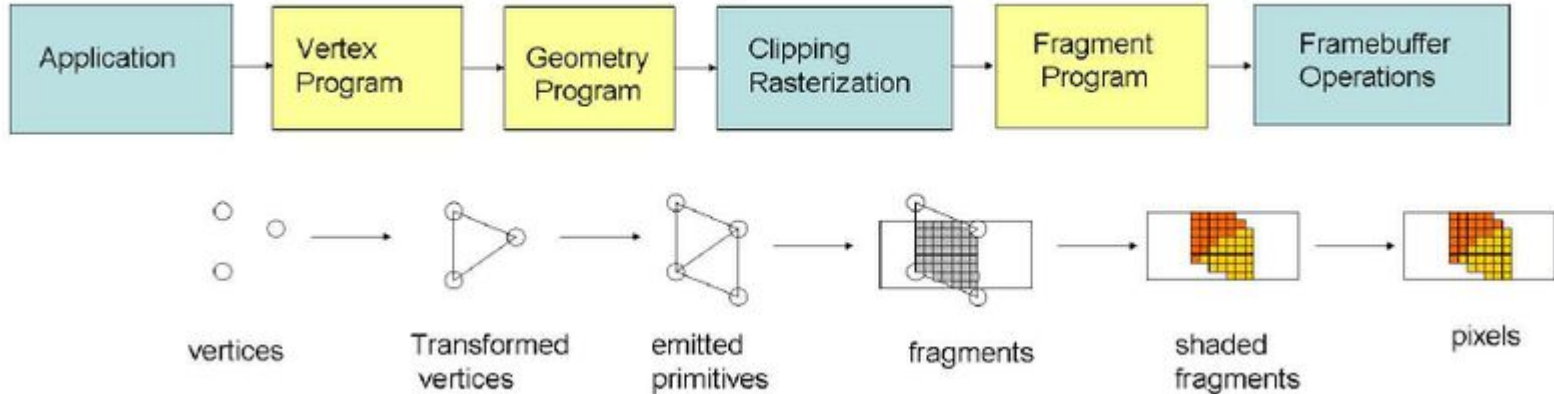 Application
Vertex
Program
Geometry
Program
Clipping
Rasterization
Fragment
Program
Framebuffer
Operations
vertices
Transformed
vertices
emitted
primitives
fragments
shaded
fragments
pixels